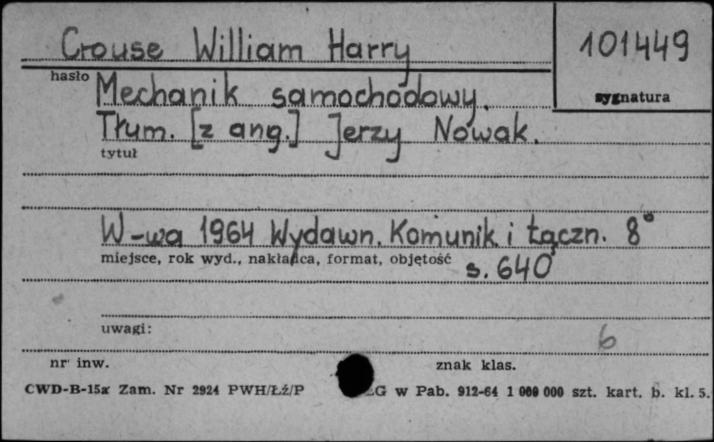 Crouse William Harry
101449
hasło
sygnatura
Mechanik samochodowy.
Tłum. [z ang.] Jerzy Nowak.
tytuł
W-wa 1964 Wydawn. Komunik. i Łączn. 8°
miejsce, rok wyd., nakładca, format, objętość
s. 640
uwagi:
6
nr inw.
znak klas.
CWD-B-15a Zam. Nr 2924 PWH/Łź/P ŁG w Pab. 912-64 1 000 000 szt. kart. b. kl. 5.